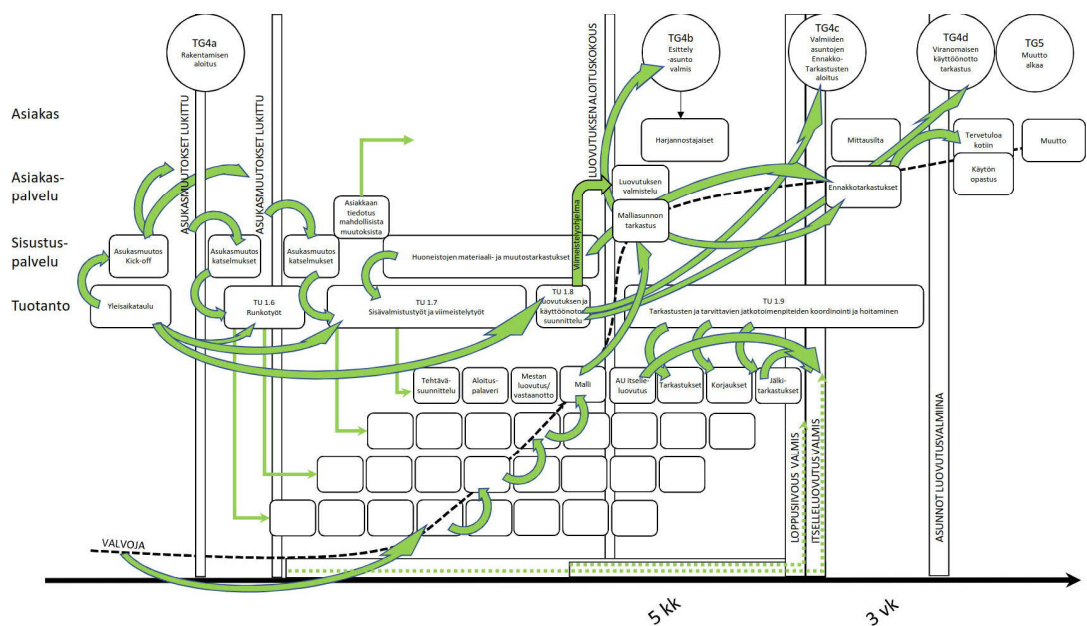 TG4a
Rakentamisen
aloitus
TG4b
Esittely
-asunto
valmis
TG4c
Valmiiden
asuntojen
Ennakko-
Tarkastusten
aloitus
TG4d
Viranomaisen
käyttöönotto
tarkastus
TG5
Muutto
alkaa
ASUKASMUUTOKSET LUKITTU
ASUKASMUUTOKSET LUKITTU
LUOVUTUKSEN ALOITUSKOKOUS
Asiakas
Harjannostajaiset
Mittausilta
Tervetuloa
kotiin
Muutto
Asiakas-
palvelu
Asiakkaan
tiedotus
mahdollisista
muutoksista
Luovutuksen
valmistelu
Ennakkotarkastukset
Käytön
opastus
Malliasunnon
tarkastus
Viimeistelyohjelma
Sisustus-
palvelu
Asukasmuutos
Kick-off
Asukasmuutos
katselmukset
Asukasmuutos
katselmukset
Huoneistojen materiaali- ja muutostarkastukset
Tuotanto
Yleisaikataulu
TU 1.6
Runkotyöt
TU 1.7
Sisävalmistustyöt ja viimeistelytyöt
TU 1.8
Luovutuksen ja
käyttöönoton
suunnittelu
TU 1.9
Tarkastusten ja tarvittavien jatkotoimenpiteiden koordinointi ja hoitaminen
Tehtävä-
suunnittelu
Aloitus-
palaveri
Mestan
luovutus/
vastaanotto
Malli
AU itselle-
luovutus
Tarkastukset
Korjaukset
Jälki-
tarkastukset
LOPPUSIIVOUS VALMIS
ITSELLELUOVUTUS VALMIS
ASUNNOT LUOVUTUSVALMIINA
VALVOJA
5 kk
3 vk